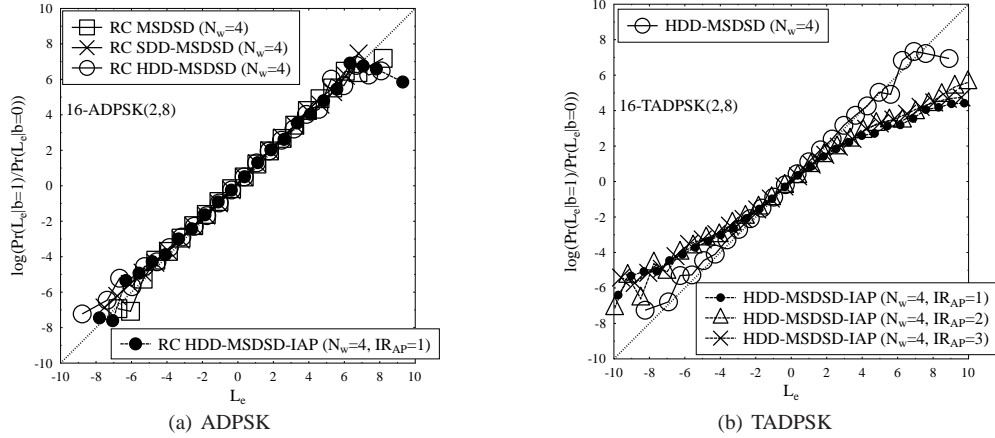 RC MSDSD (N_w=4)
RC SDD-MSDSD (N_w=4)
RC HDD-MSDSD (N_w=4)
16-ADPSK(2,8)
RC HDD-MSDSD-IAP (N_w=4, IR_AP=1)
log(Pr(L_e|b=1)/Pr(L_e|b=0))
10
8
6
4
2
0
-2
-4
-6
-8
-10
-10 -8 -6 -4 -2 0 2 4 6 8 10
L_e
(a) ADPSK
HDD-MSDSD (N_w=4)
16-TADPSK(2,8)
HDD-MSDSD-IAP (N_w=4, IR_AP=1)
HDD-MSDSD-IAP (N_w=4, IR_AP=2)
HDD-MSDSD-IAP (N_w=4, IR_AP=3)
log(Pr(L_e|b=1)/Pr(L_e|b=0))
10
8
6
4
2
0
-2
-4
-6
-8
-10
-10 -8 -6 -4 -2 0 2 4 6 8 10
L_e
(b) TADPSK